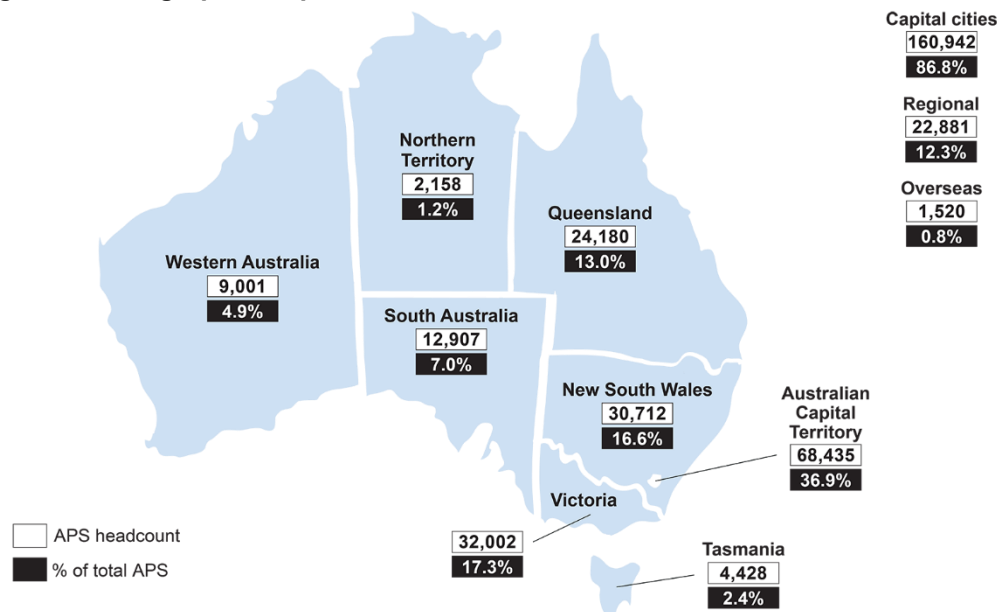 Capital cities
160,942
86.8%
Regional
22,881
12.3%
Overseas
1,520
0.8%
Northern
Territory
2,158
1.2%
Queensland
24,180
13.0%
Western Australia
9,001
4.9%
South Australia
12,907
7.0%
New South Wales
30,712
16.6%
Australian
Capital
Territory
68,435
36.9%
Victoria
32,002
17.3%
Tasmania
4,428
2.4%
APS headcount
% of total APS